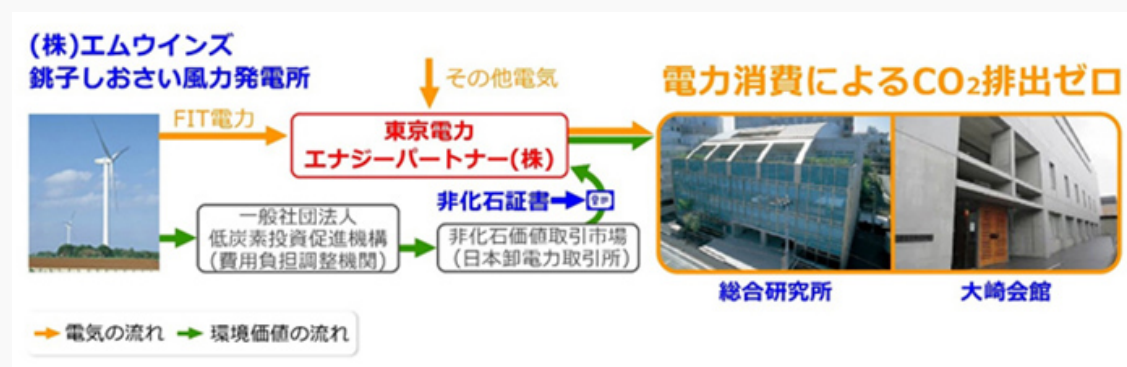 (株)エムウインズ
銚子しおさい風力発電所
その他電気
電力消費によるCO₂排出ゼロ
FIT電力
東京電力
エナジーパートナー(株)
非化石証書
一般社団法人
低炭素投資促進機構
(費用負担調整機関)
非化石価値取引市場
(日本卸電力取引所)
総合研究所
大崎会館
電気の流れ
環境価値の流れ